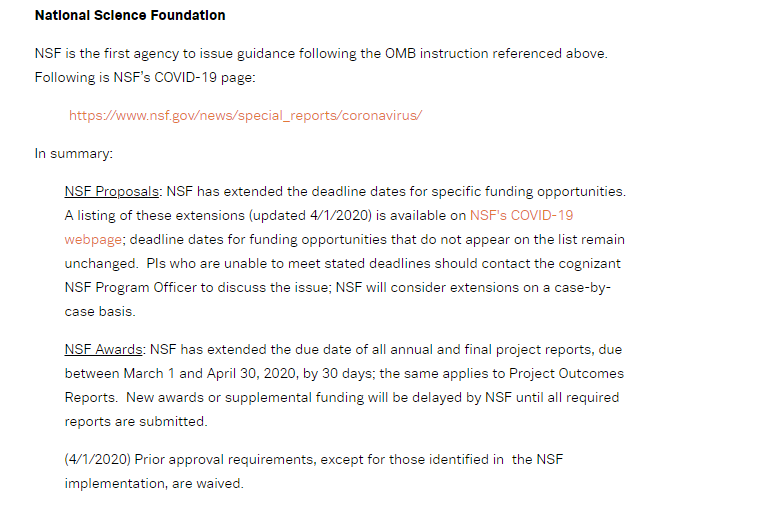 National Science Foundation
NSF is the first agency to issue guidance following the OMB instruction referenced above.
Following is NSF's COVID-19 page:
https://www.nsf.gov/news/special_reports/coronavirus/
In summary:
NSF Proposals: NSF has extended the deadline dates for specific funding opportunities.
A listing of these extensions (updated 4/1/2020) is available on NSF's COVID-19
webpage; deadline dates for funding opportunities that do not appear on the list remain
unchanged.  PIs who are unable to meet stated deadlines should contact the cognizant
NSF Program Officer to discuss the issue; NSF will consider extensions on a case-by-
case basis.
NSF Awards: NSF has extended the due date of all annual and final project reports, due
between March 1 and April 30, 2020, by 30 days; the same applies to Project Outcomes
Reports.  New awards or supplemental funding will be delayed by NSF until all required
reports are submitted.
(4/1/2020) Prior approval requirements, except for those identified in  the NSF
implementation, are waived.